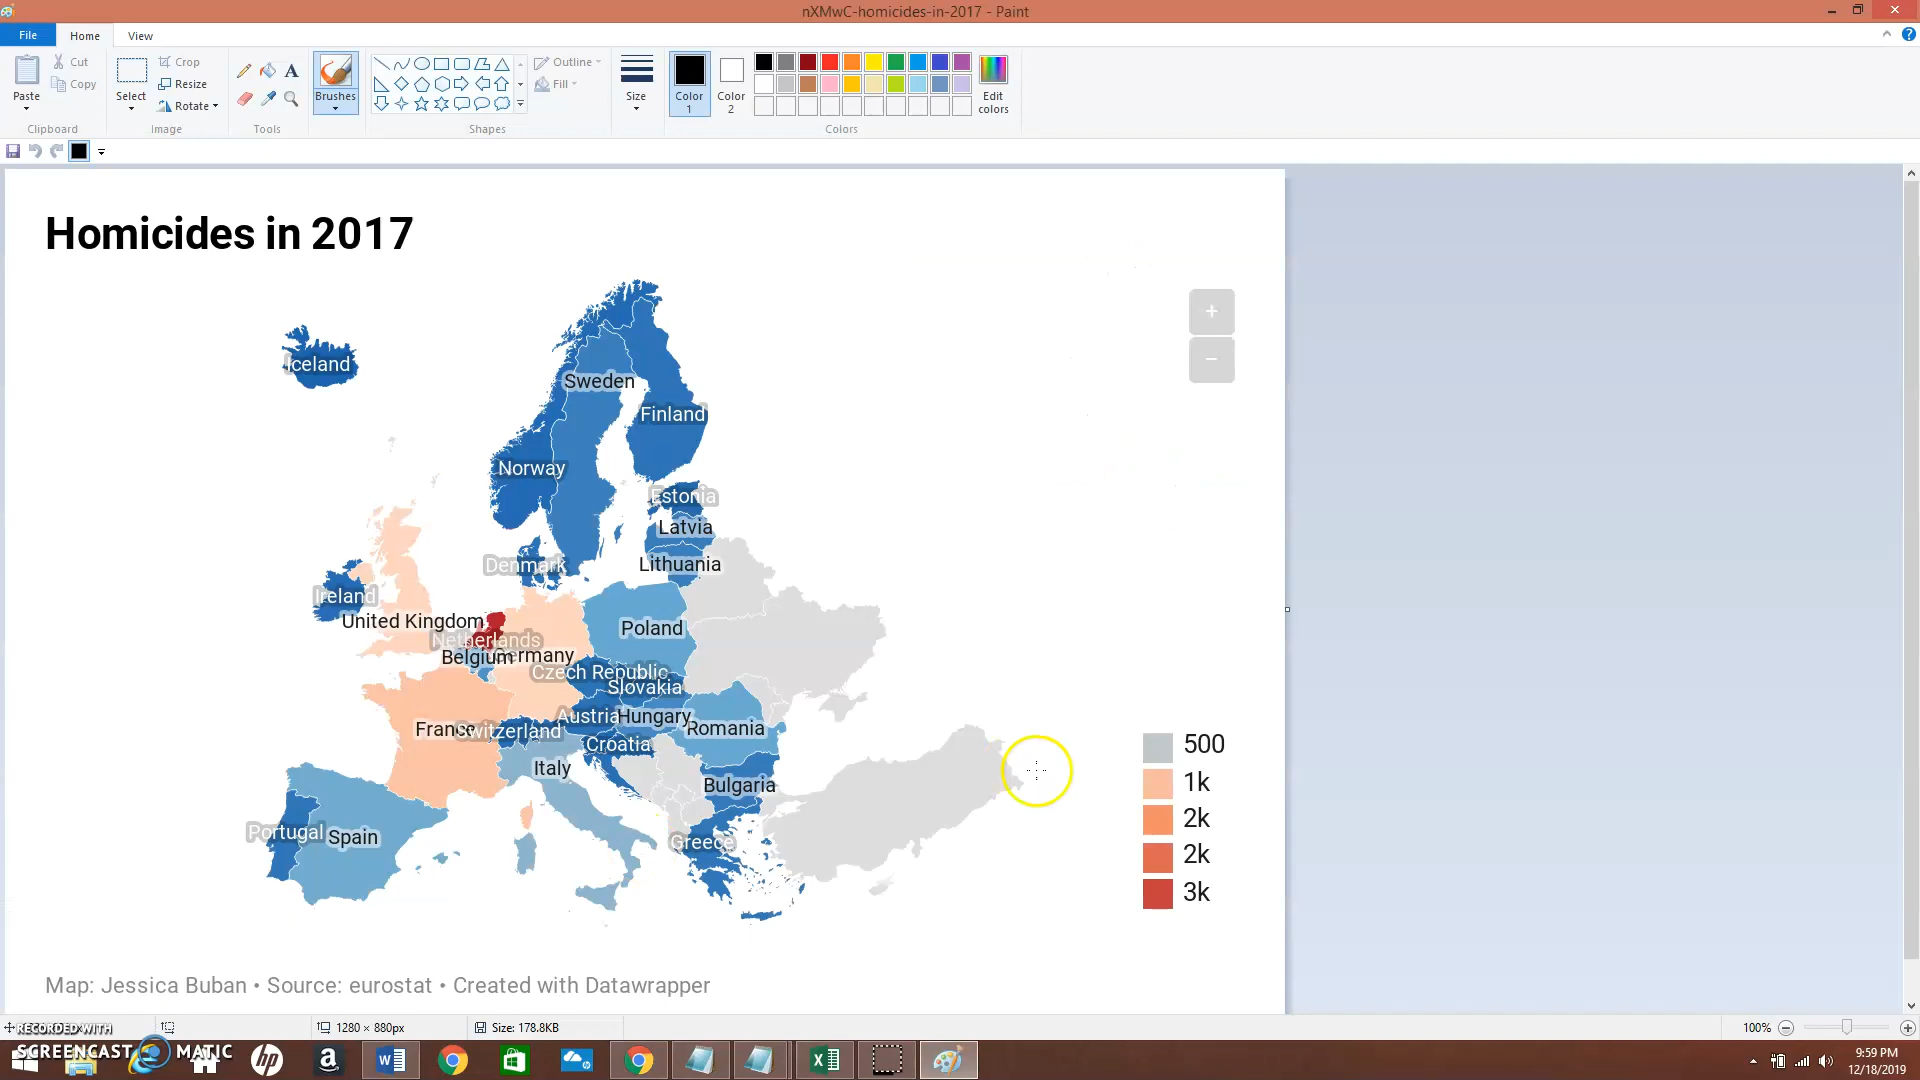 nXMwC-homicides-in-2017 - Paint
File
Home
View
Paste
Cut
Copy
Clipboard
Select
Crop
Resize
Rotate
Image
A
Tools
Brushes
Shapes
Outline
Fill
Size
Color 1
Color 2
Edit colors
Colors
Homicides in 2017
+
−
Iceland
Sweden
Finland
Norway
Estonia
Latvia
Lithuania
Denmark
Ireland
United Kingdom
Netherlands
Poland
Belgium
Germany
Czech Republic
Slovakia
Austria
Hungary
France
Switzerland
Romania
Croatia
Italy
Bulgaria
Portugal
Spain
Greece
500
1k
2k
2k
3k
Map: Jessica Buban • Source: eurostat • Created with Datawrapper
1280 × 880px
Size: 178.8KB
100%
RECORDED WITH
SCREENCAST MATIC
9:59 PM
12/18/2019